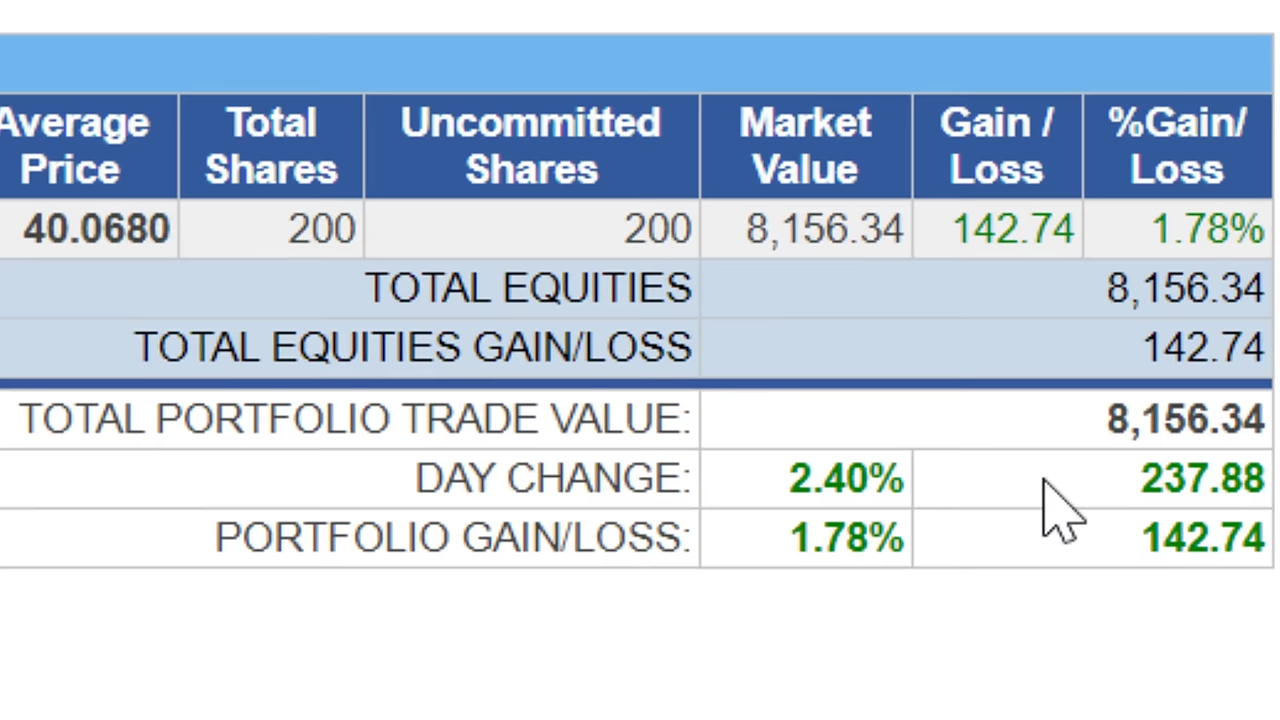 Average Price Total Shares Uncommitted Shares Market Value Gain / Loss %Gain/ Loss
40.0680 200 200 8,156.34 142.74 1.78%
TOTAL EQUITIES 8,156.34
TOTAL EQUITIES GAIN/LOSS 142.74
TOTAL PORTFOLIO TRADE VALUE: 8,156.34
DAY CHANGE: 2.40% 237.88
PORTFOLIO GAIN/LOSS: 1.78% 142.74